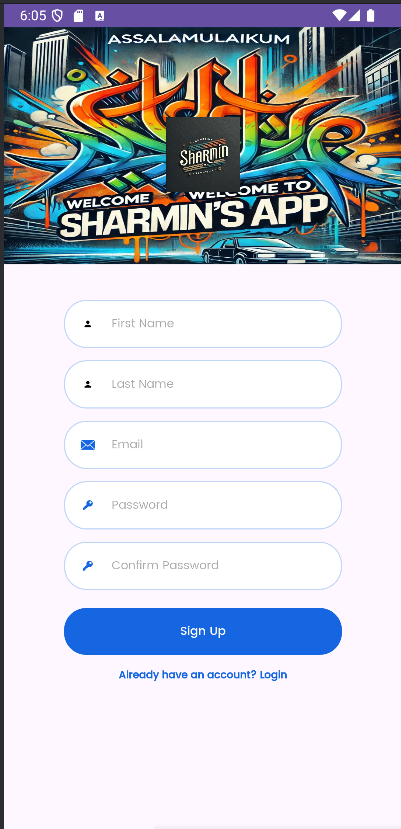 6:05
ASSALAMULAIKUM
SHARMIN
WELCOME WELCOME TO
SHARMIN'S APP
First Name
Last Name
Email
Password
Confirm Password
Sign Up
Already have an account? Login